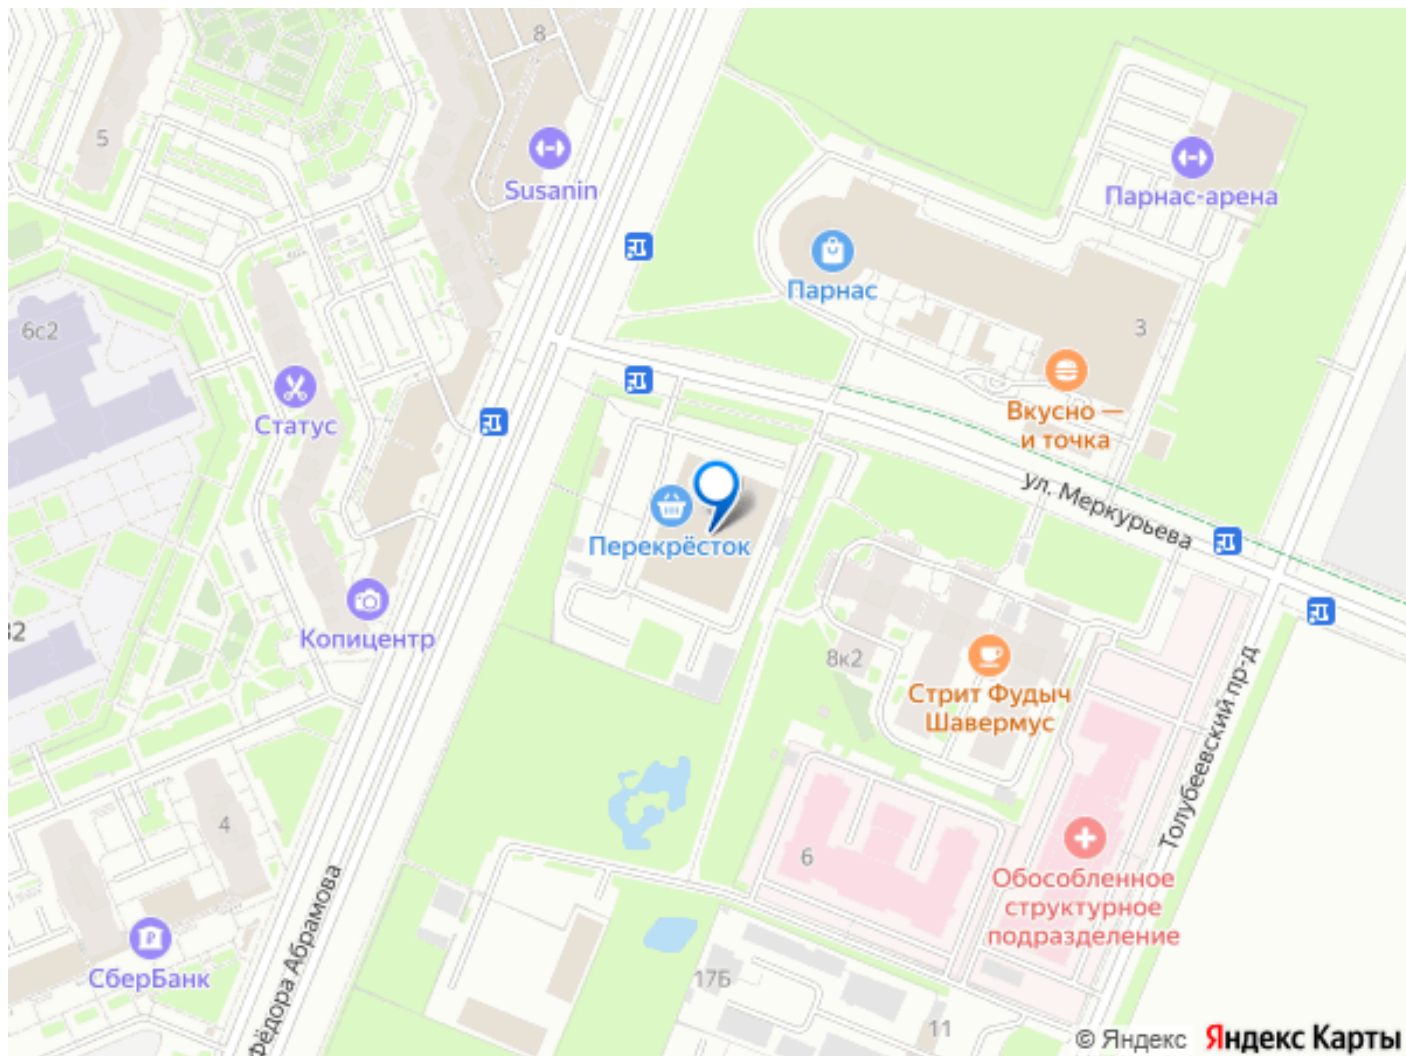 8
5
Susanin
Парнас-арена
Парнас
6с2
3
Статус
Вкусно —
и точка
ул. Меркурьева
Перекрёсток
Копицентр
8к2
Стрит Фудыч
Шавермус
Толубеевский пр-д
4
6
Обособленное
структурное
подразделение
Фёдора Абрамова
СберБанк
17Б
11
© Яндекс Яндекс Карты